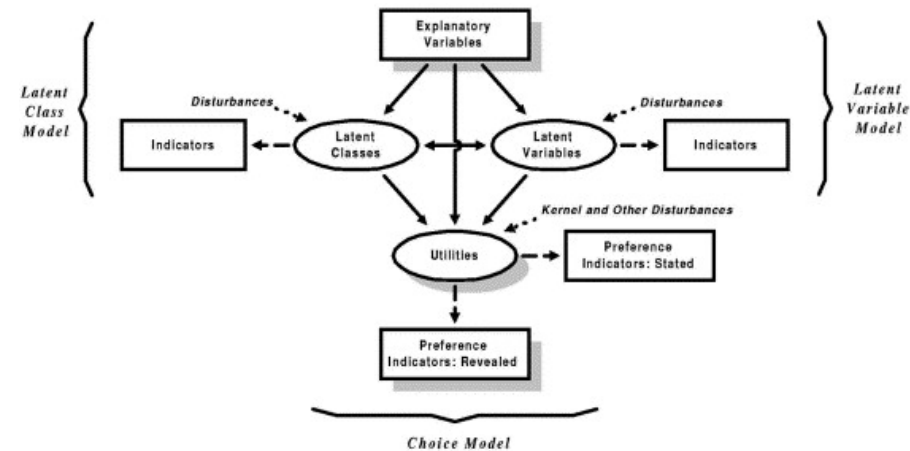 Explanatory
Variables
Latent
Class
Model
Disturbances
Disturbances
Latent
Variable
Model
Indicators
Latent
Classes
Latent
Variables
Indicators
Kernel and Other Disturbances
Utilities
Preference
Indicators: Stated
Preference
Indicators: Revealed
Choice Model